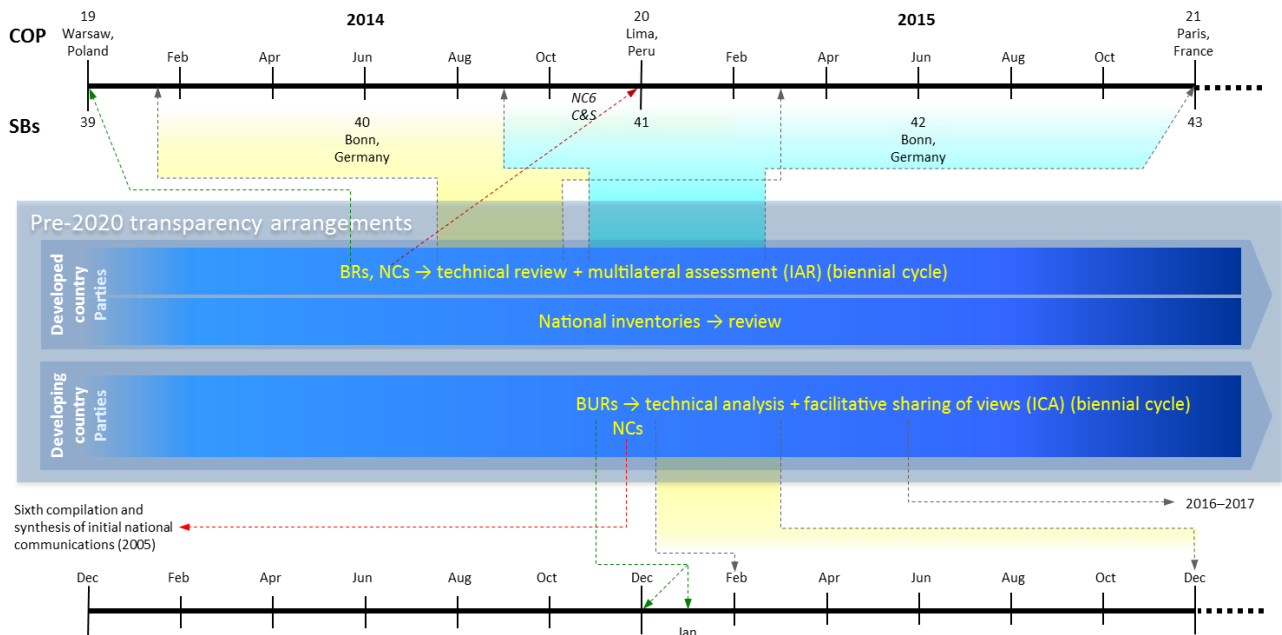 19
2014
20
2015
21
COP
Warsaw,
Poland
Lima,
Peru
Paris,
France
Feb
Apr
Jun
Aug
Oct
Feb
Apr
Jun
Aug
Oct
NC6
C&S
SBs
39
40
41
42
43
Bonn,
Germany
Bonn,
Germany
Pre-2020 transparency arrangements
Developed
country
Parties
BRs, NCs → technical review + multilateral assessment (IAR) (biennial cycle)
National inventories → review
Developing
country
Parties
BURs → technical analysis + facilitative sharing of views (ICA) (biennial cycle)
NCs
2016–2017
Sixth compilation and
synthesis of initial national
communications (2005)
Dec
Feb
Apr
Jun
Aug
Oct
Dec
Feb
Apr
Jun
Aug
Oct
Dec
Jan